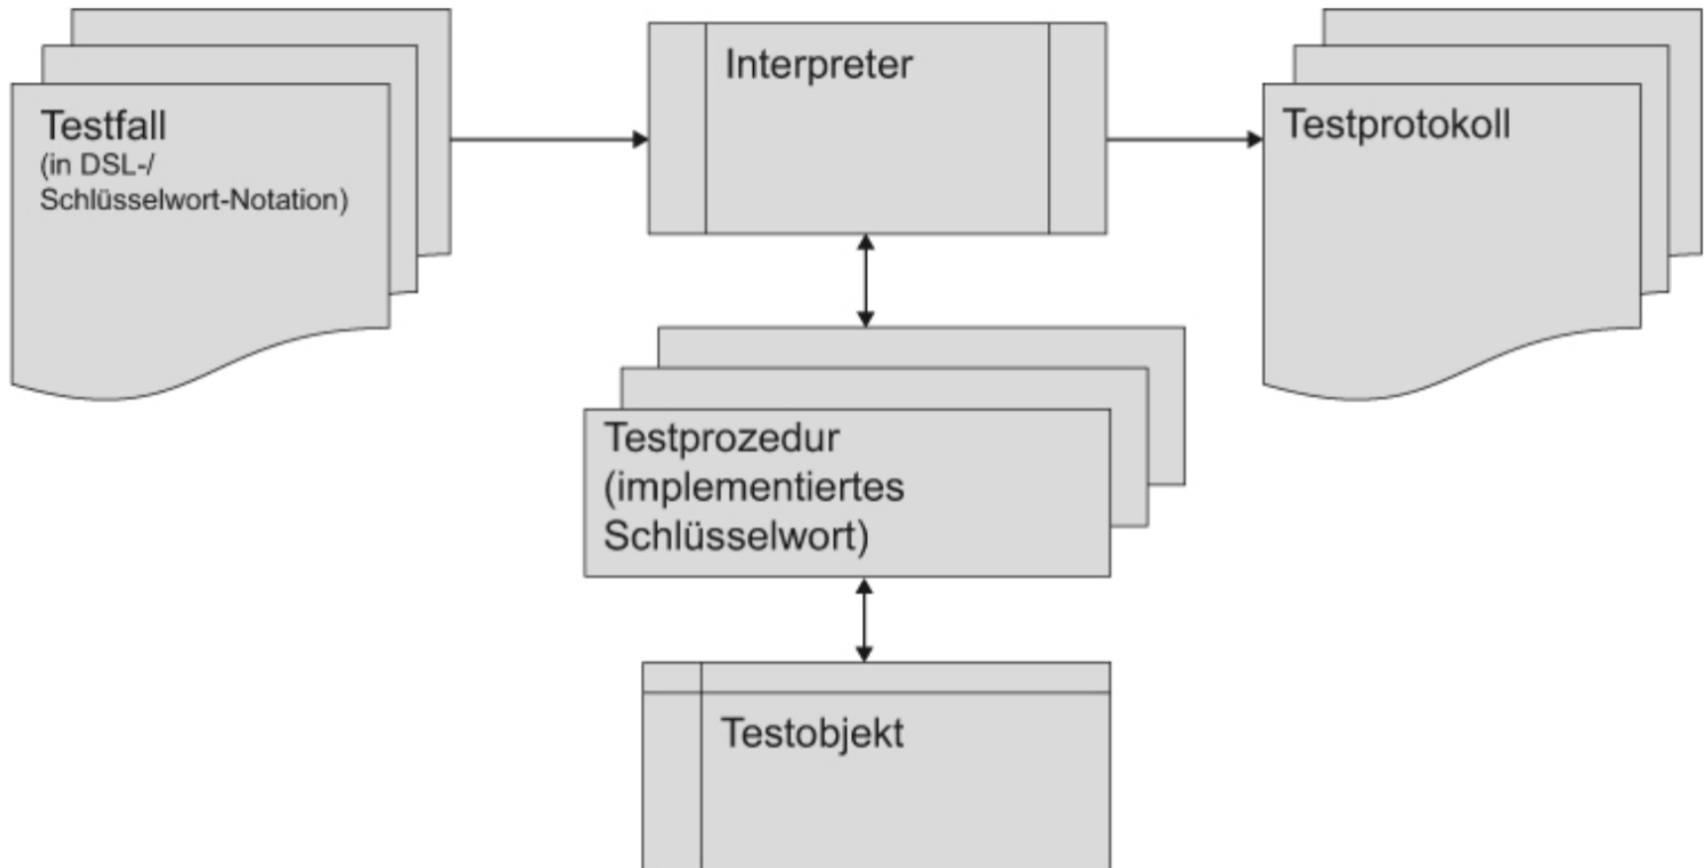 Testfall
(in DSL-/
Schlüsselwort-Notation)
Interpreter
Testprotokoll
Testprozedur
(implementiertes
Schlüsselwort)
Testobjekt